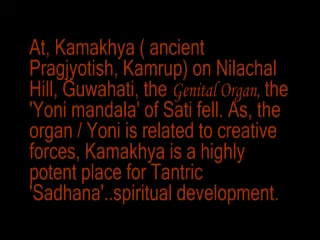 At, Kamakhya ( ancient
Pragjyotish, Kamrup) on Nilachal
Hill, Guwahati, the Genital Organ, the
'Yoni mandala' of Sati fell. As, the
organ / Yoni is related to creative
forces, Kamakhya is a highly
potent place for Tantric
'Sadhana'..spiritual development.